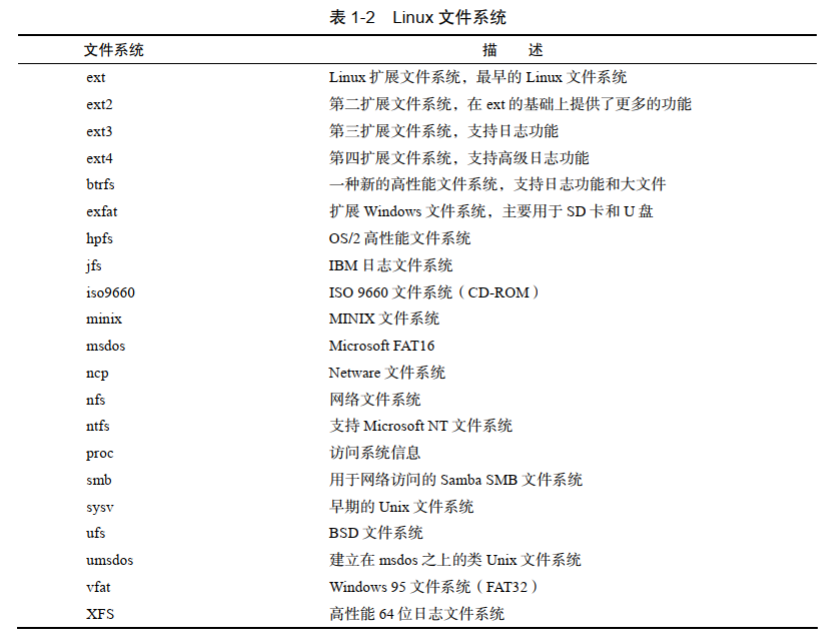 表 1-2 Linux 文件系统
文件系统 描 述
ext Linux 扩展文件系统，最早的 Linux 文件系统
ext2 第二扩展文件系统，在 ext 的基础上提供了更多的功能
ext3 第三扩展文件系统，支持日志功能
ext4 第四扩展文件系统，支持高级日志功能
btrfs 一种新的高性能文件系统，支持日志功能和大文件
exfat 扩展 Windows 文件系统，主要用于 SD 卡和 U 盘
hpfs OS/2 高性能文件系统
jfs IBM 日志文件系统
iso9660 ISO 9660 文件系统（CD-ROM）
minix MINIX 文件系统
msdos Microsoft FAT16
ncp Netware 文件系统
nfs 网络文件系统
ntfs 支持 Microsoft NT 文件系统
proc 访问系统信息
smb 用于网络访问的 Samba SMB 文件系统
sysv 早期的 Unix 文件系统
ufs BSD 文件系统
umsdos 建立在 msdos 之上的类 Unix 文件系统
vfat Windows 95 文件系统（FAT32）
XFS 高性能 64 位日志文件系统